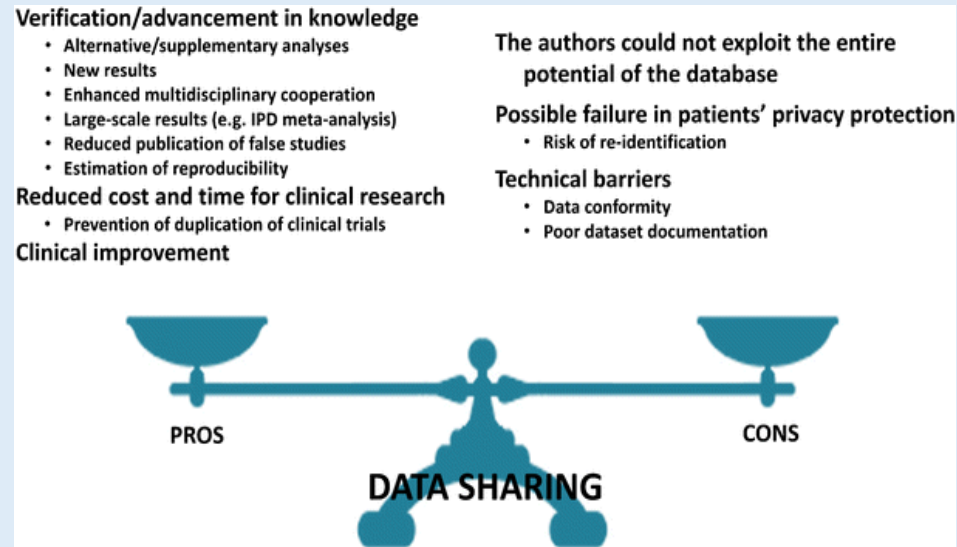 Verification/advancement in knowledge
• Alternative/supplementary analyses
• New results
• Enhanced multidisciplinary cooperation
• Large-scale results (e.g. IPD meta-analysis)
• Reduced publication of false studies
• Estimation of reproducibility
Reduced cost and time for clinical research
• Prevention of duplication of clinical trials
Clinical improvement
The authors could not exploit the entire
potential of the database
Possible failure in patients’ privacy protection
• Risk of re-identification
Technical barriers
• Data conformity
• Poor dataset documentation
PROS
CONS
DATA SHARING